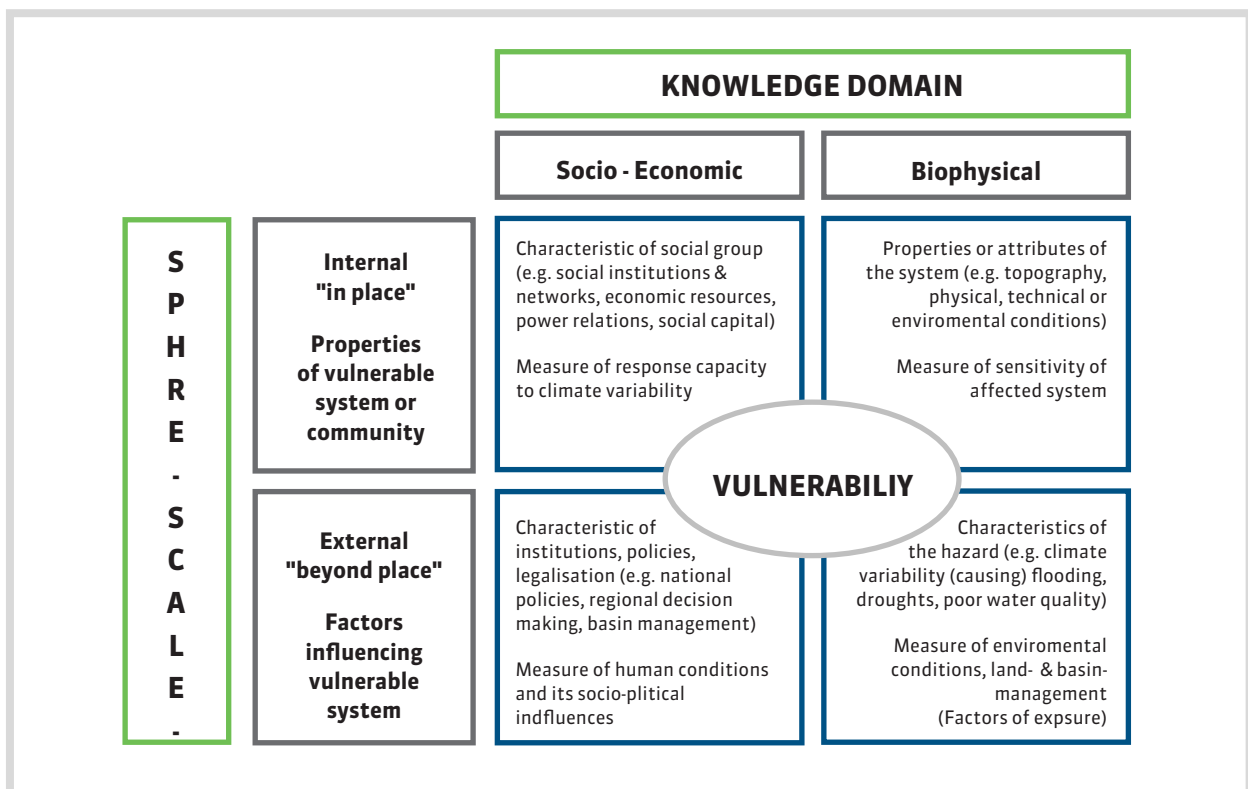 KNOWLEDGE DOMAIN
Socio - Economic
Biophysical
S
P
H
R
E
-
S
C
A
L
E
-
Internal
"in place"
Properties
of vulnerable
system or
community
Characteristic of social group
(e.g. social institutions &
networks, economic resources,
power relations, social capital)
Measure of response capacity
to climate variability
Properties or attributes of
the system (e.g. topography,
physical, technical or
enviromental conditions)
Measure of sensitivity of
affected system
VULNERABILIY
External
"beyond place"
Factors
influencing
vulnerable
system
Characteristic of
institutions, policies,
legalisation (e.g. national
policies, regional decision
making, basin management)
Measure of human conditions
and its socio-plitical
indfluences
Characteristics of
the hazard (e.g. climate
variability (causing) flooding,
droughts, poor water quality)
Measure of enviromental
conditions, land- & basin-
management
(Factors of expsure)